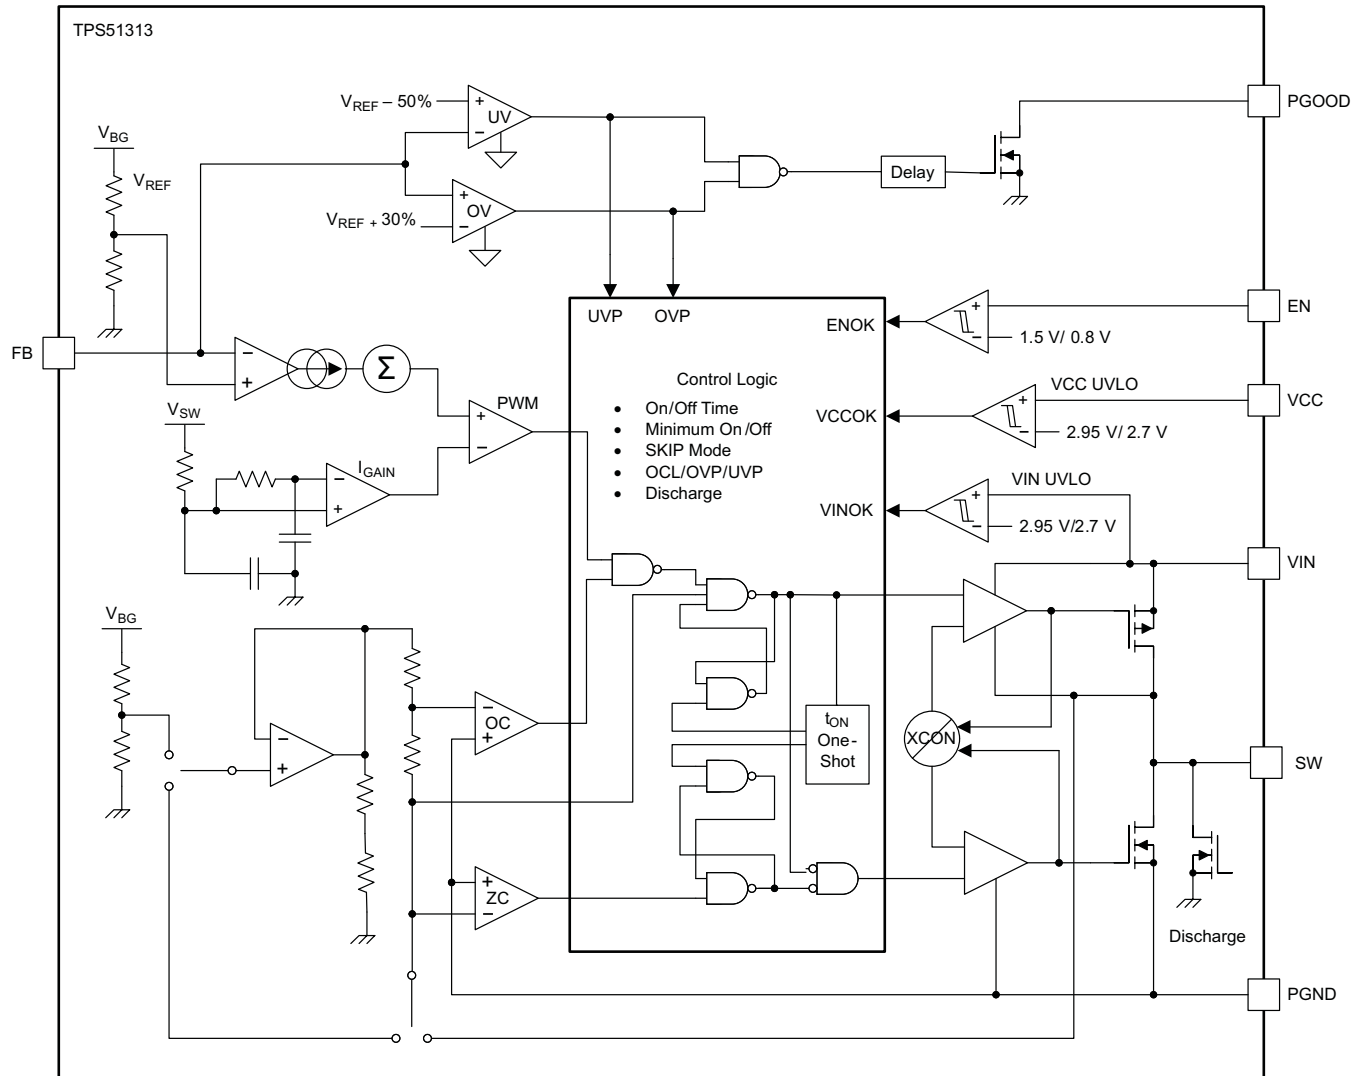 TPS51313
PGOOD
V_REF – 50%
+
UV
−
V_BG
V_REF
Delay
+
OV
−
V_REF + 30%
UVP
OVP
EN
ENOK
+
−
1.5 V/ 0.8 V
FB
−
+
Σ
Control Logic
• On/Off Time
• Minimum On/Off
• SKIP Mode
• OCL/OVP/UVP
• Discharge
VCC UVLO
VCC
VCCOK
+
−
2.95 V/ 2.7 V
V_SW
PWM
+
−
I_GAIN
−
+
VIN UVLO
VINOK
+
−
2.95 V/2.7 V
VIN
V_BG
−
+
−
OC
+
t_ON
One-
Shot
XCON
SW
+
ZC
−
Discharge
PGND